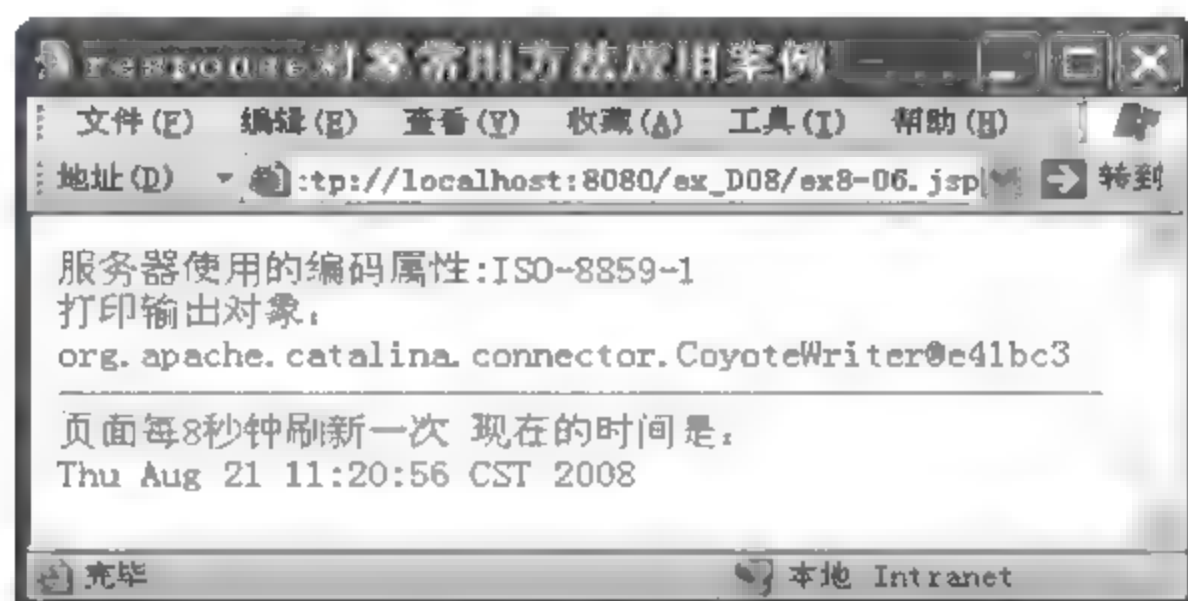 response对象常用方法应用案例 - ...
文件(F) 编辑(E) 查看(V) 收藏(A) 工具(T) 帮助(H)
地址(D) :tp://localhost:8080/ex_D08/ex8-06.jsp 转到
服务器使用的编码属性:ISO-8859-1
打印输出对象:
org.apache.catalina.connector.CoyoteWriter@e41bc3
页面每8秒钟刷新一次 现在的时间是:
Thu Aug 21 11:20:56 CST 2008
完毕 本地 Intranet